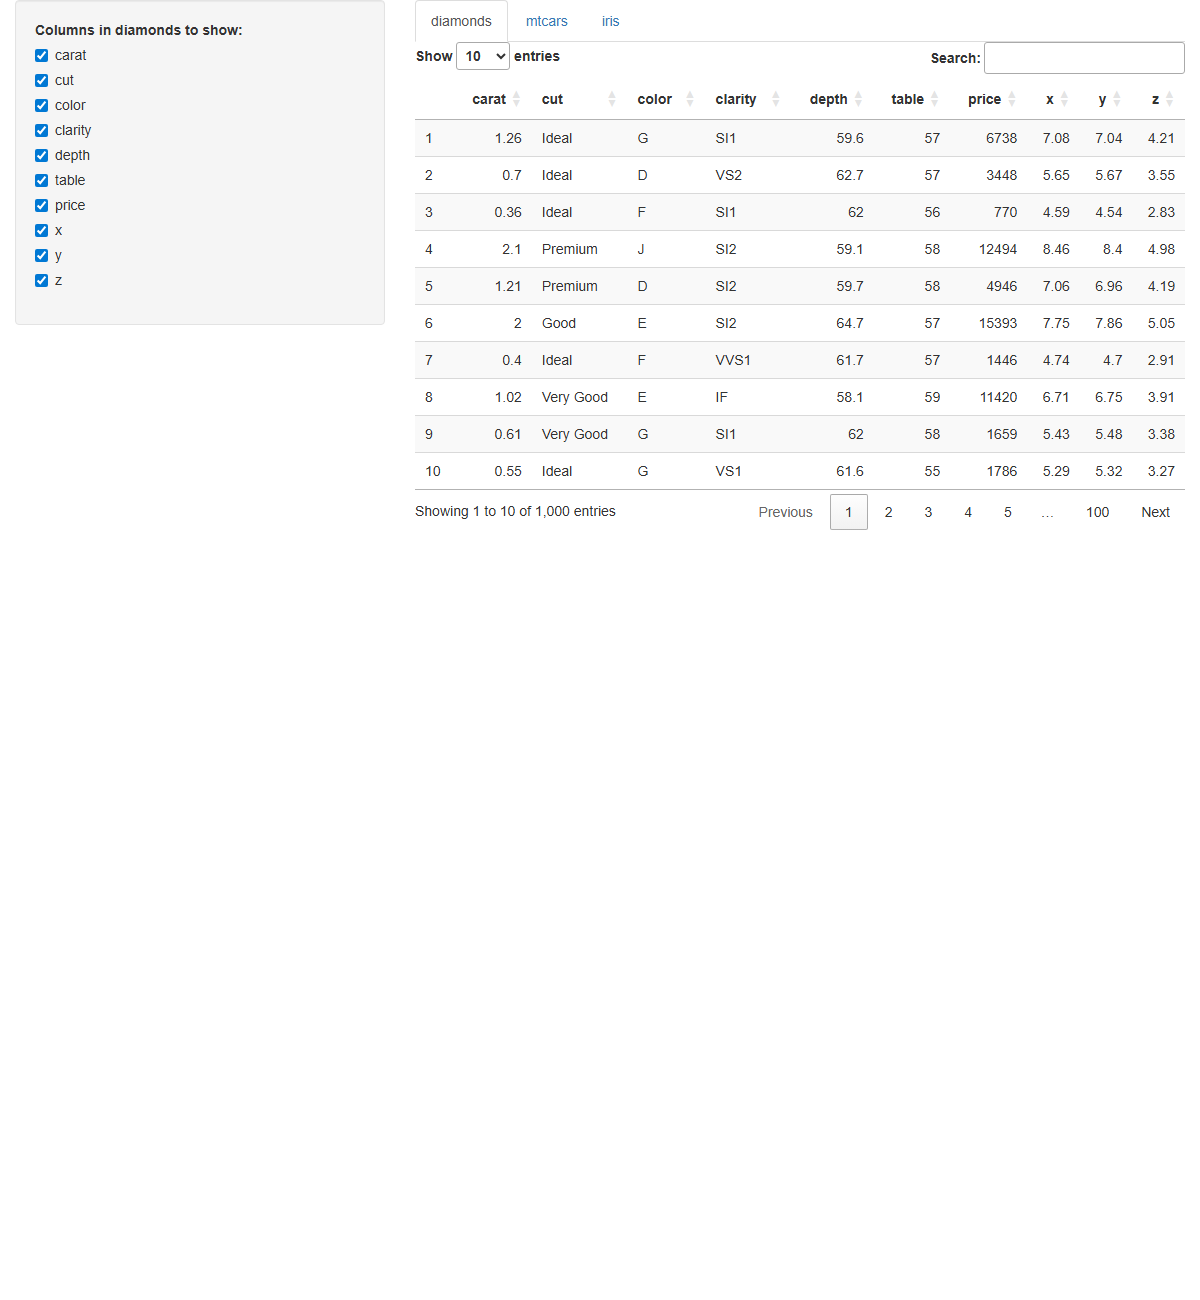 Columns in diamonds to show:
carat
cut
color
clarity
depth
table
price
x
y
z
diamonds mtcars iris
Show 10 entries Search:
carat cut color clarity depth table price x y z
1 1.26 Ideal G SI1 59.6 57 6738 7.08 7.04 4.21
2 0.7 Ideal D VS2 62.7 57 3448 5.65 5.67 3.55
3 0.36 Ideal F SI1 62 56 770 4.59 4.54 2.83
4 2.1 Premium J SI2 59.1 58 12494 8.46 8.4 4.98
5 1.21 Premium D SI2 59.7 58 4946 7.06 6.96 4.19
6 2 Good E SI2 64.7 57 15393 7.75 7.86 5.05
7 0.4 Ideal F VVS1 61.7 57 1446 4.74 4.7 2.91
8 1.02 Very Good E IF 58.1 59 11420 6.71 6.75 3.91
9 0.61 Very Good G SI1 62 58 1659 5.43 5.48 3.38
10 0.55 Ideal G VS1 61.6 55 1786 5.29 5.32 3.27
Showing 1 to 10 of 1,000 entries Previous 1 2 3 4 5 … 100 Next